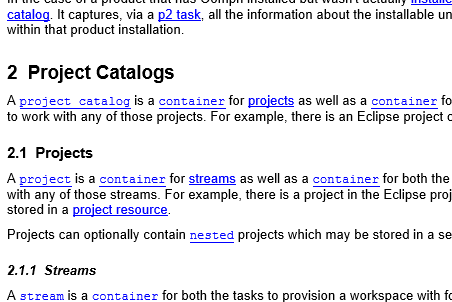 In the case of a product that has Oomph installed but wasn't actually installe
catalog. It captures, via a p2 task, all the information about the installable un
within that product installation.
2 Project Catalogs
A project catalog is a container for projects as well as a container fo
to work with any of those projects. For example, there is an Eclipse project c
2.1 Projects
A project is a container for streams as well as a container for both the
with any of those streams. For example, there is a project in the Eclipse proj
stored in a project resource.
Projects can optionally contain nested projects which may be stored in a se
2.1.1 Streams
A stream is a container for both the tasks to provision a workspace with fo